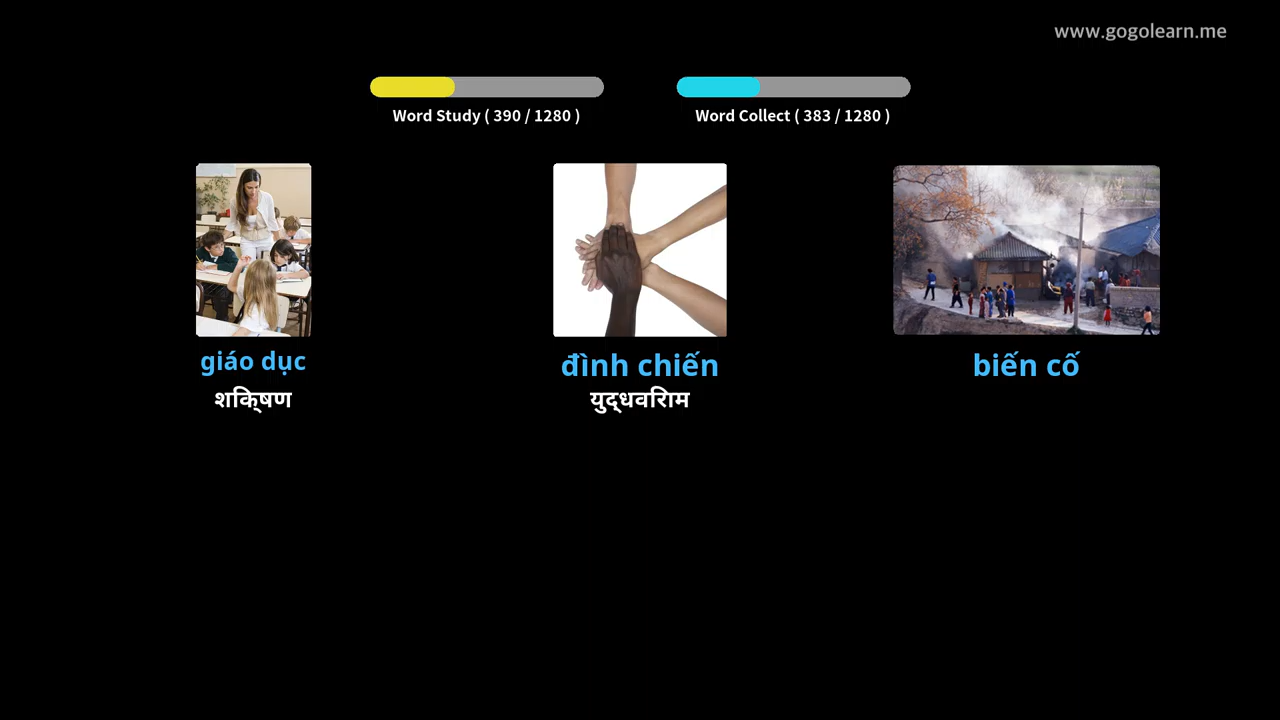 www.gogolearn.me
Word Study ( 390 / 1280 )
Word Collect ( 383 / 1280 )
giáo dục
शिक्षण
đình chiến
युद्धविराम
biến cố